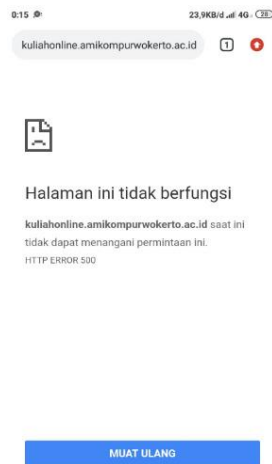 0:15 23,9KB/d 4G 28
kuliahonline.amikompurwokerto.ac.id 1
Halaman ini tidak berfungsi
kuliahonline.amikompurwokerto.ac.id saat ini
tidak dapat menangani permintaan ini.
HTTP ERROR 500
MUAT ULANG